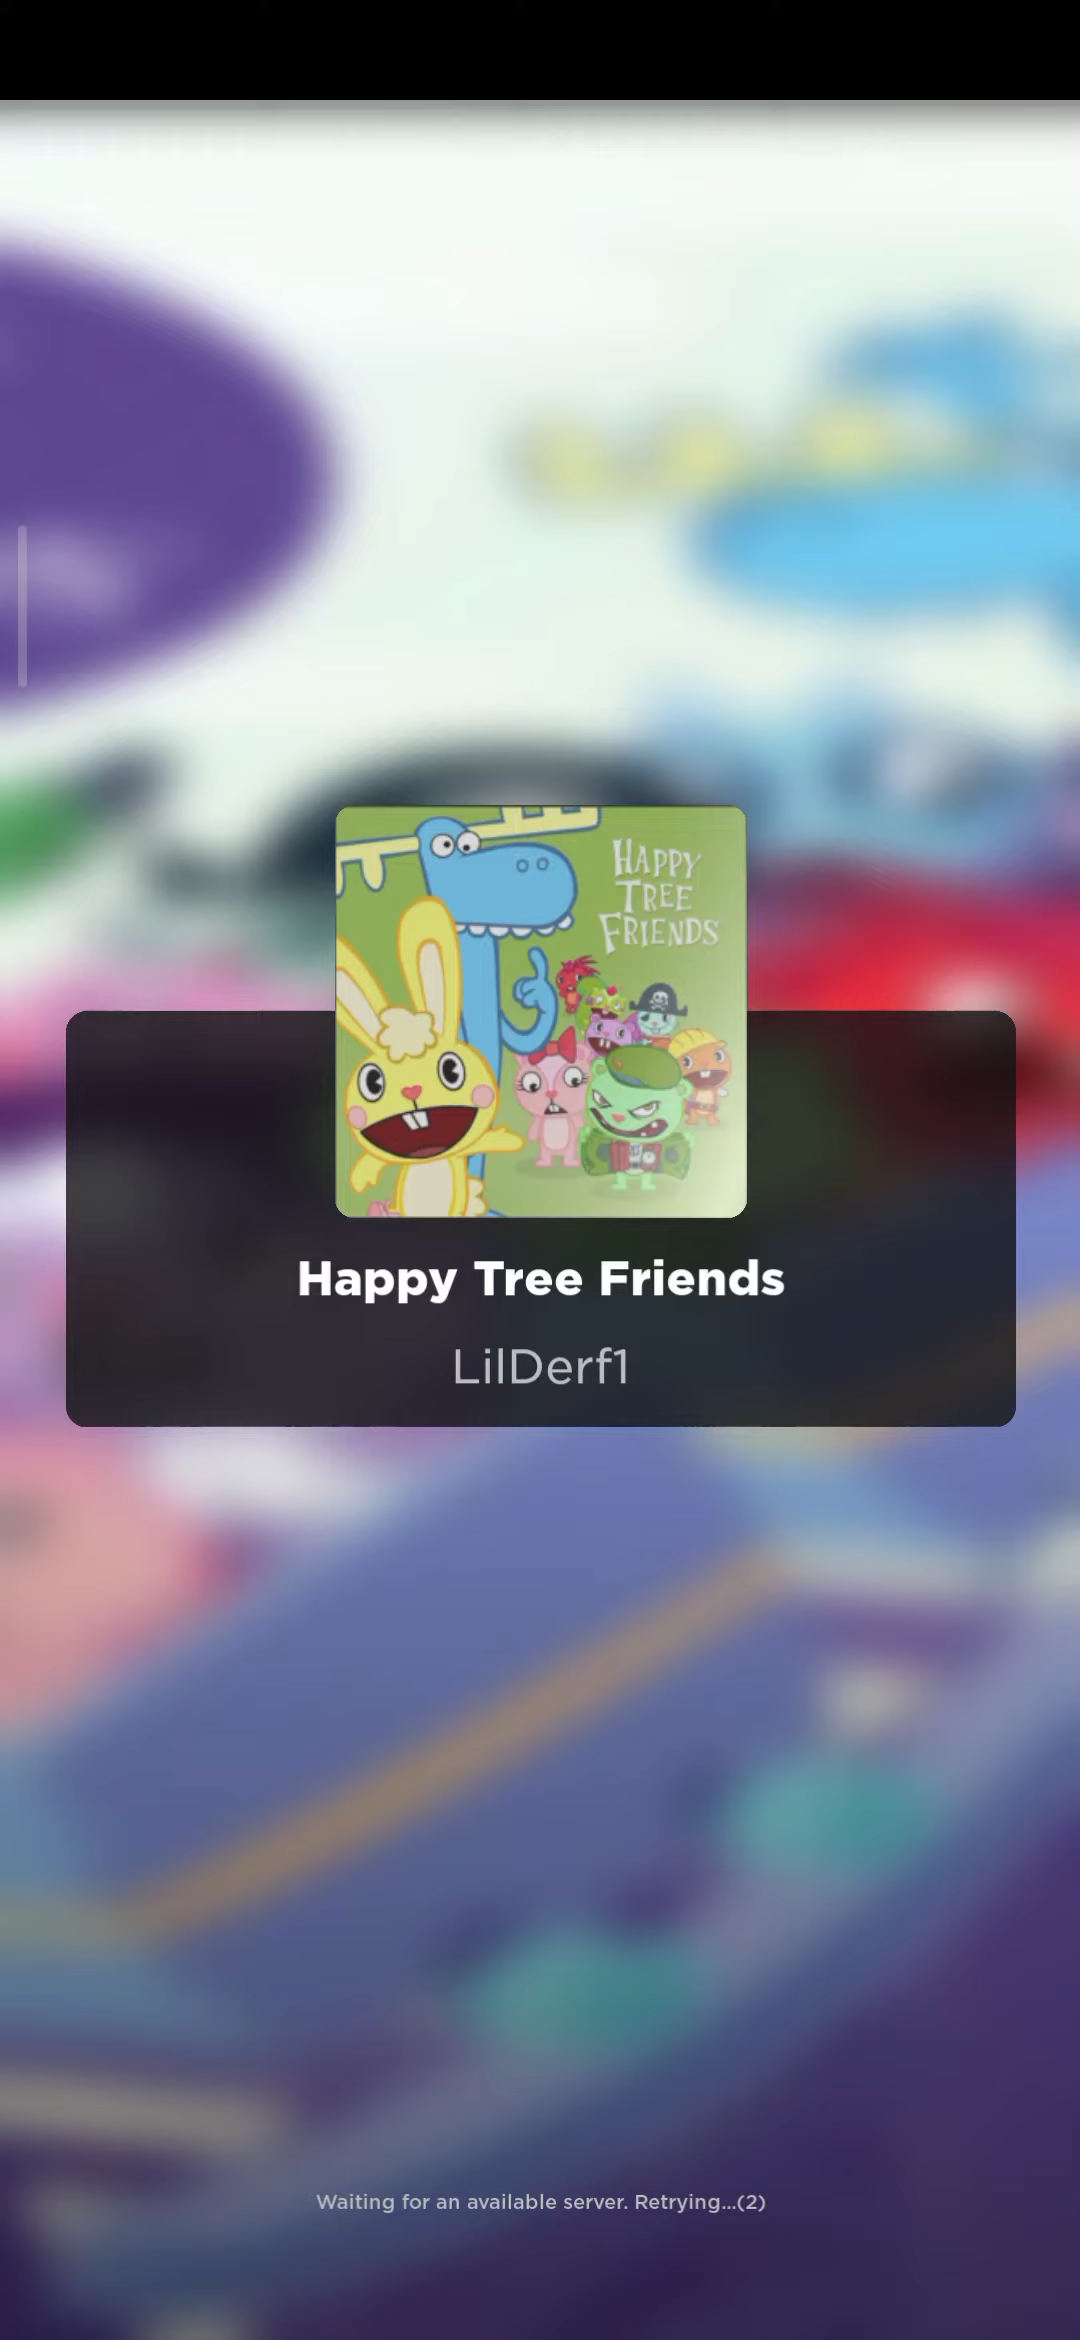 HAPPY
TREE
FRIENDS
Happy Tree Friends
LilDerf1
Waiting for an available server. Retrying...(2)